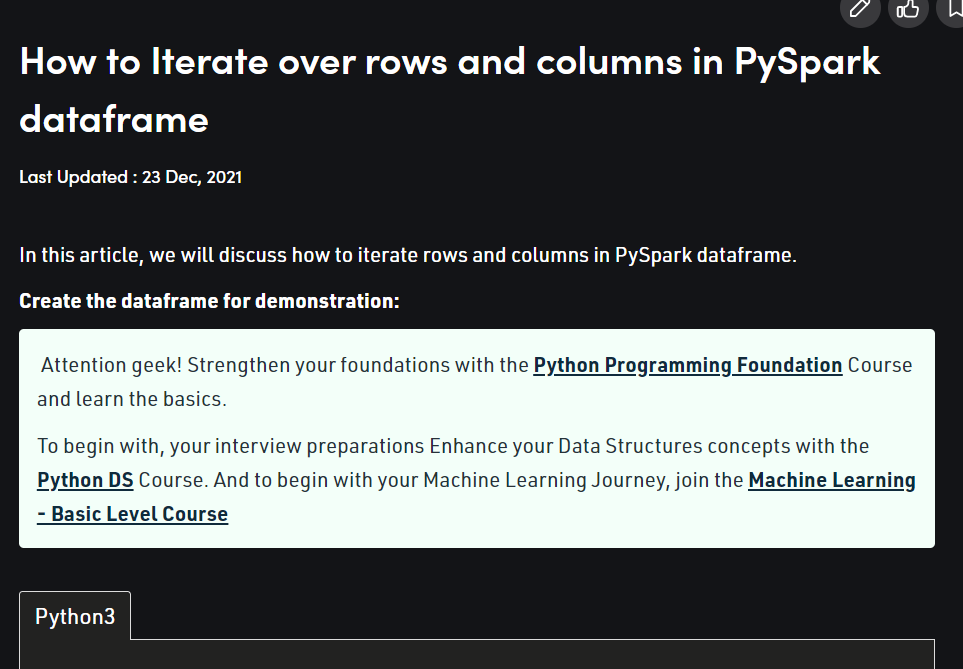 How to Iterate over rows and columns in PySpark
dataframe
Last Updated : 23 Dec, 2021
In this article, we will discuss how to iterate rows and columns in PySpark dataframe.
Create the dataframe for demonstration:
Attention geek! Strengthen your foundations with the Python Programming Foundation Course
and learn the basics.
To begin with, your interview preparations Enhance your Data Structures concepts with the
Python DS Course. And to begin with your Machine Learning Journey, join the Machine Learning
- Basic Level Course
Python3